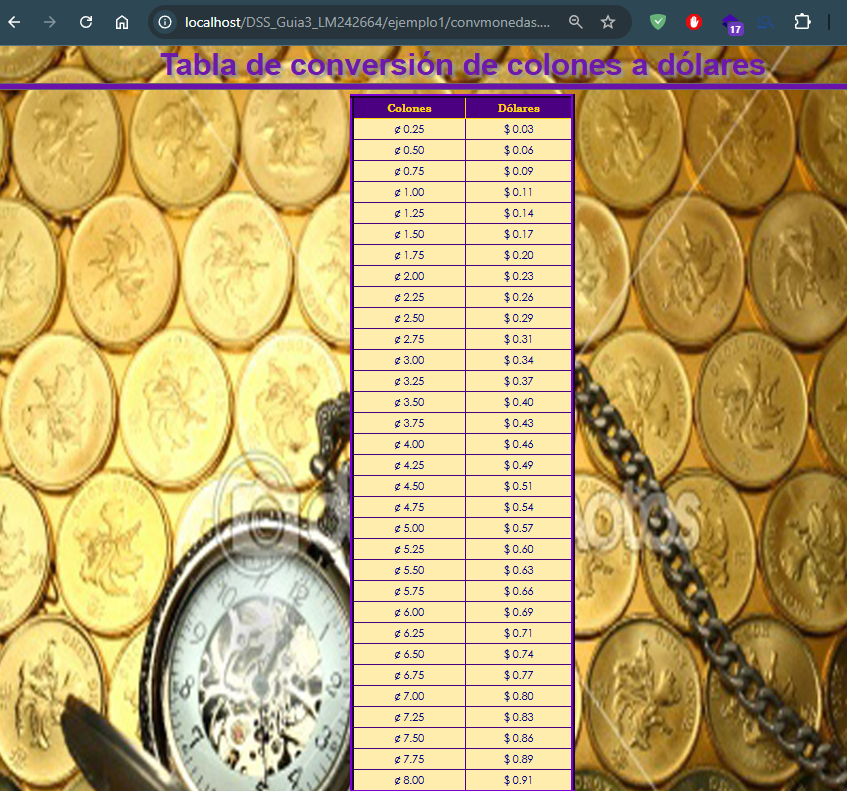 localhost/DSS_Guia3_LM242664/ejemplo1/convmonedas....
17
Tabla de conversión de colones a dólares
Colones Dólares
¢ 0.25 $ 0.03
¢ 0.50 $ 0.06
¢ 0.75 $ 0.09
¢ 1.00 $ 0.11
¢ 1.25 $ 0.14
¢ 1.50 $ 0.17
¢ 1.75 $ 0.20
¢ 2.00 $ 0.23
¢ 2.25 $ 0.26
¢ 2.50 $ 0.29
¢ 2.75 $ 0.31
¢ 3.00 $ 0.34
¢ 3.25 $ 0.37
¢ 3.50 $ 0.40
¢ 3.75 $ 0.43
¢ 4.00 $ 0.46
¢ 4.25 $ 0.49
¢ 4.50 $ 0.51
¢ 4.75 $ 0.54
¢ 5.00 $ 0.57
¢ 5.25 $ 0.60
¢ 5.50 $ 0.63
¢ 5.75 $ 0.66
¢ 6.00 $ 0.69
¢ 6.25 $ 0.71
¢ 6.50 $ 0.74
¢ 6.75 $ 0.77
¢ 7.00 $ 0.80
¢ 7.25 $ 0.83
¢ 7.50 $ 0.86
¢ 7.75 $ 0.89
¢ 8.00 $ 0.91